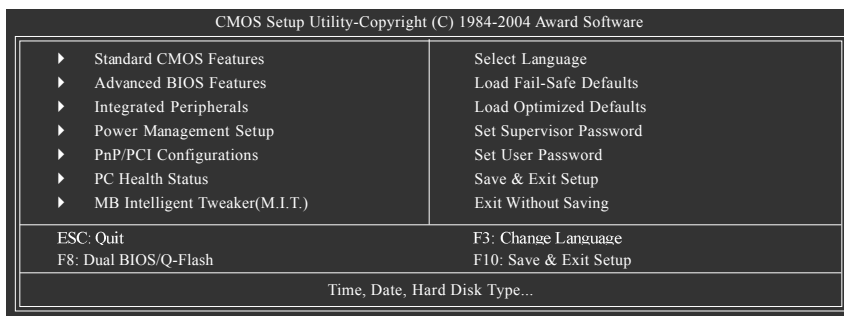 CMOS Setup Utility-Copyright (C) 1984-2004 Award Software
Standard CMOS Features
Advanced BIOS Features
Integrated Peripherals
Power Management Setup
PnP/PCI Configurations
PC Health Status
MB Intelligent Tweaker(M.I.T.)
Select Language
Load Fail-Safe Defaults
Load Optimized Defaults
Set Supervisor Password
Set User Password
Save & Exit Setup
Exit Without Saving
ESC: Quit
F3: Change Language
F8: Dual BIOS/Q-Flash
F10: Save & Exit Setup
Time, Date, Hard Disk Type...